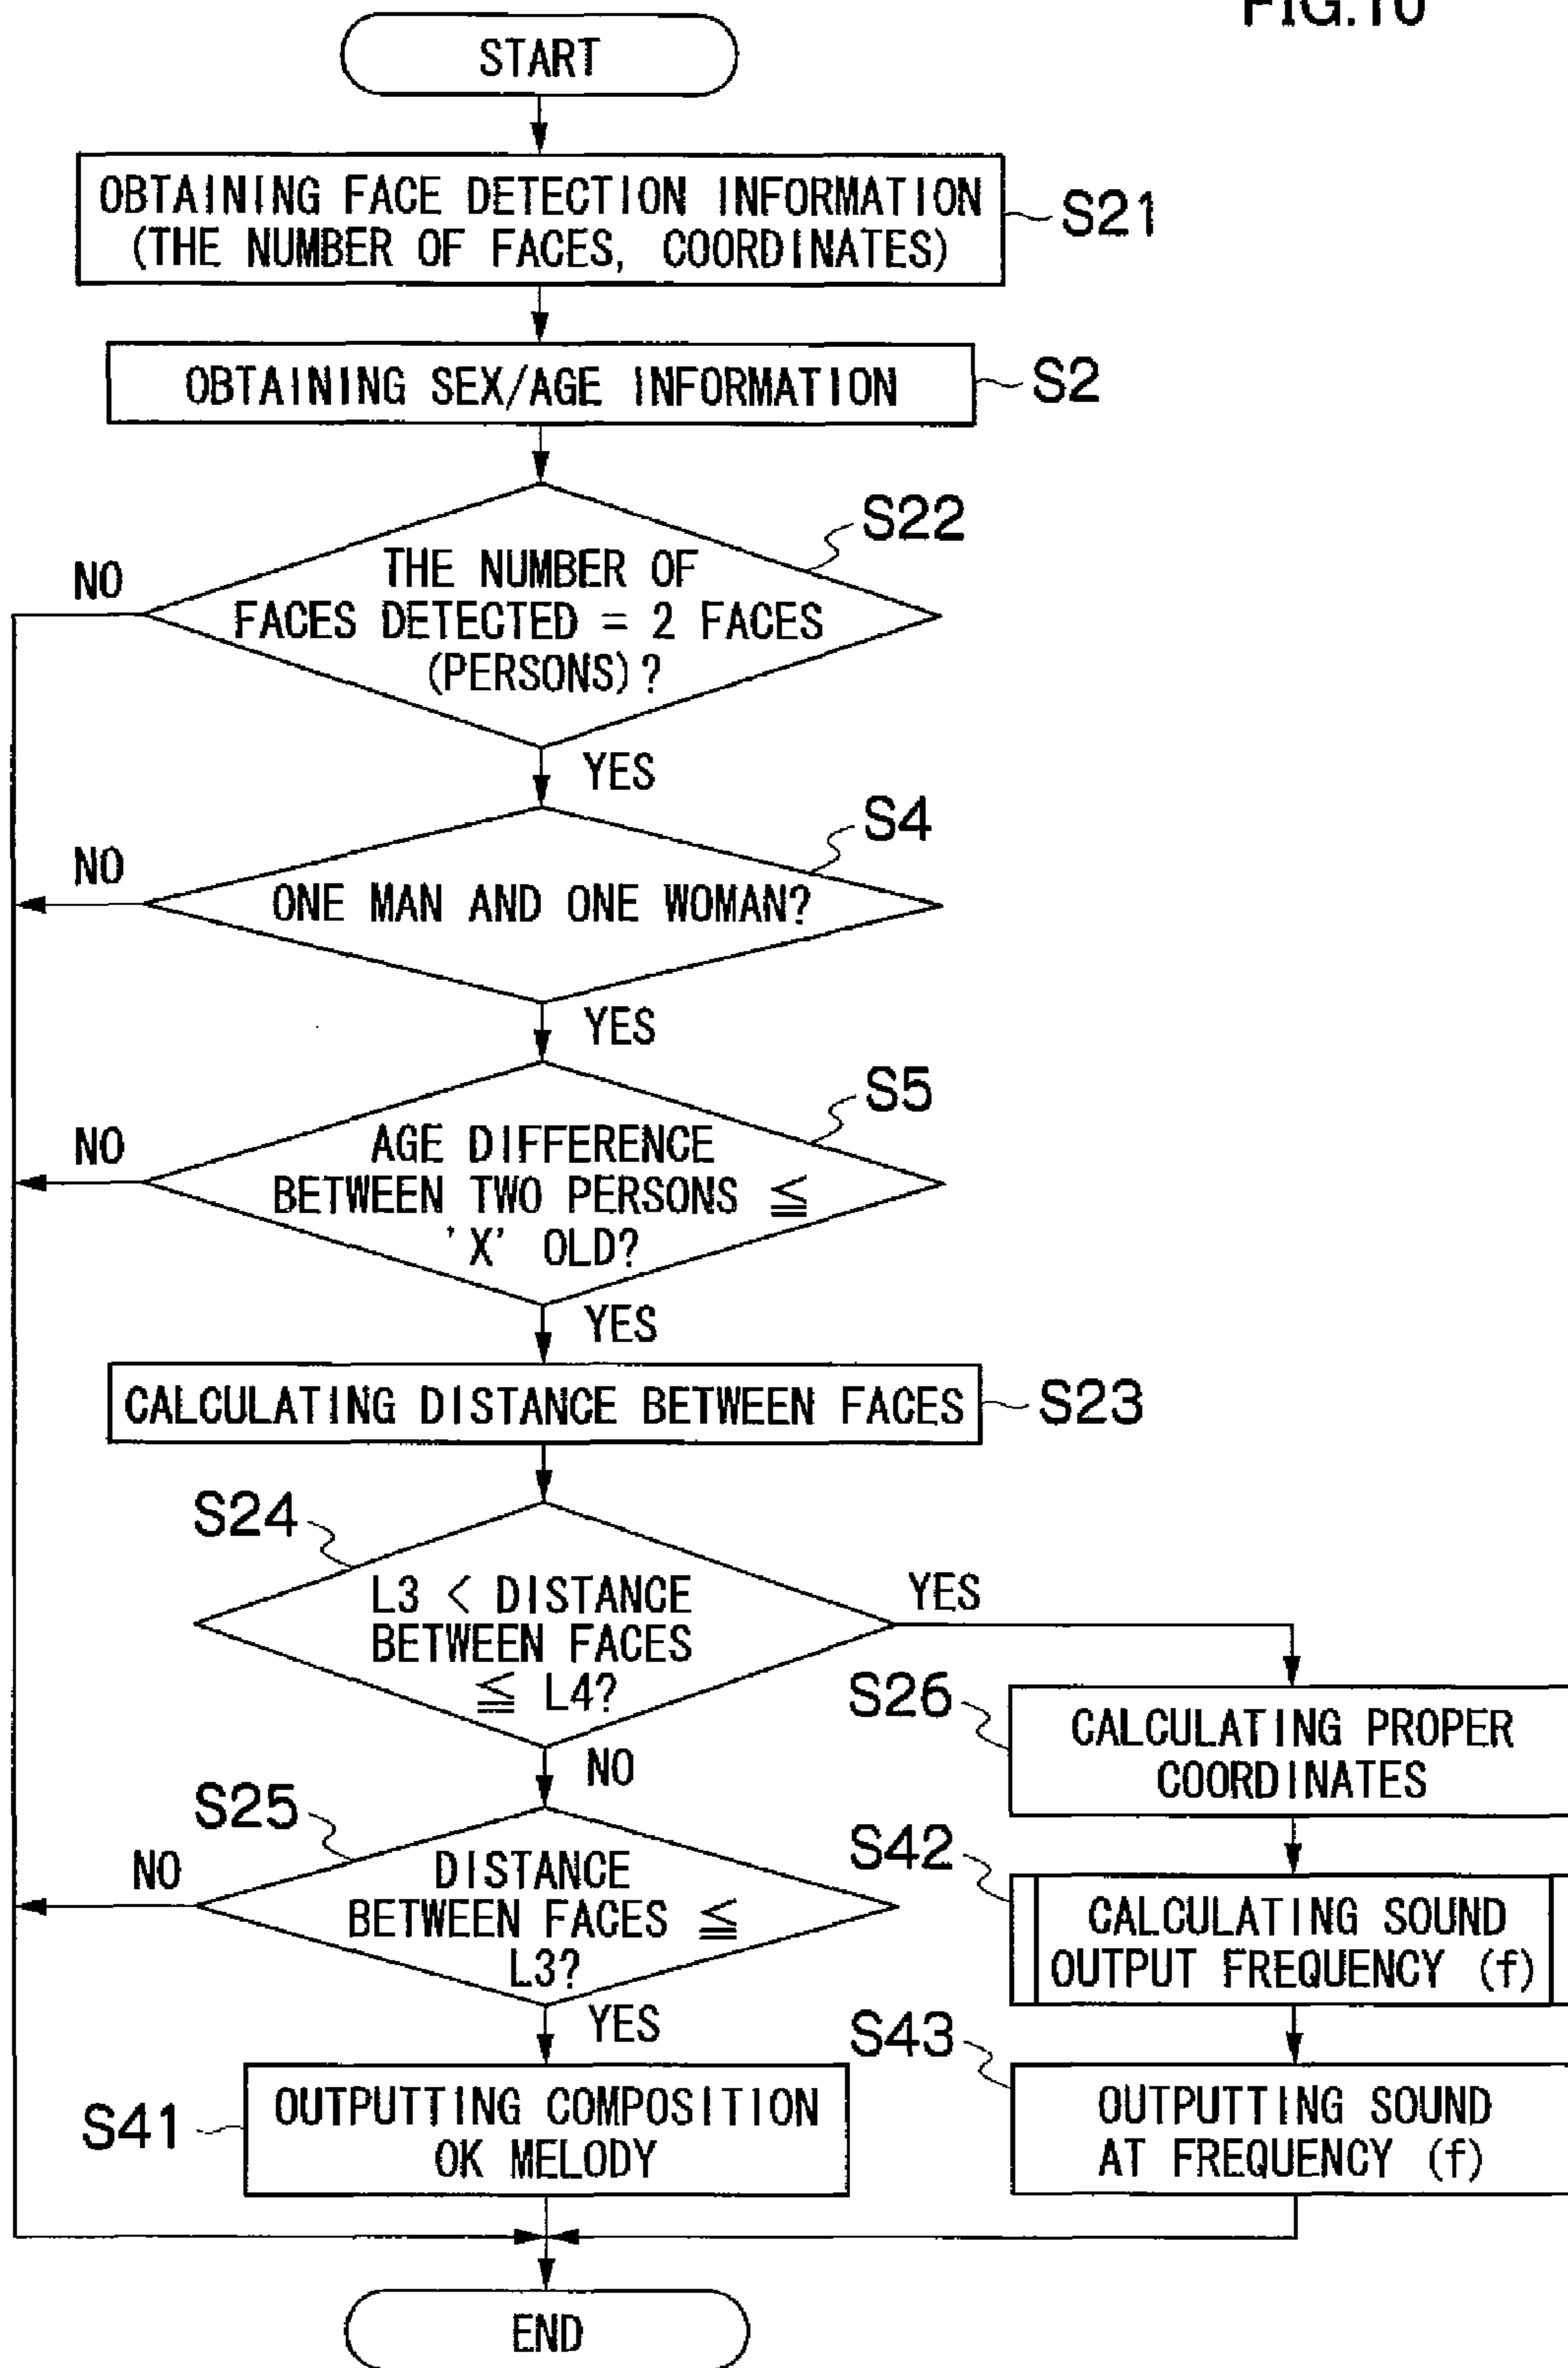 FIG.10
START
OBTAINING FACE DETECTION INFORMATION
(THE NUMBER OF FACES, COORDINATES)
S21
OBTAINING SEX/AGE INFORMATION
S2
S22
THE NUMBER OF
FACES DETECTED = 2 FACES
(PERSONS)?
NO
YES
S4
NO
ONE MAN AND ONE WOMAN?
YES
S5
NO
AGE DIFFERENCE
BETWEEN TWO PERSONS ≦
'X' OLD?
YES
CALCULATING DISTANCE BETWEEN FACES
S23
S24
L3 < DISTANCE
BETWEEN FACES
≦ L4?
YES
NO
S26
CALCULATING PROPER
COORDINATES
S25
NO
DISTANCE
BETWEEN FACES ≦
L3?
YES
S42
CALCULATING SOUND
OUTPUT FREQUENCY (f)
S41
OUTPUTTING COMPOSITION
OK MELODY
S43
OUTPUTTING SOUND
AT FREQUENCY (f)
END